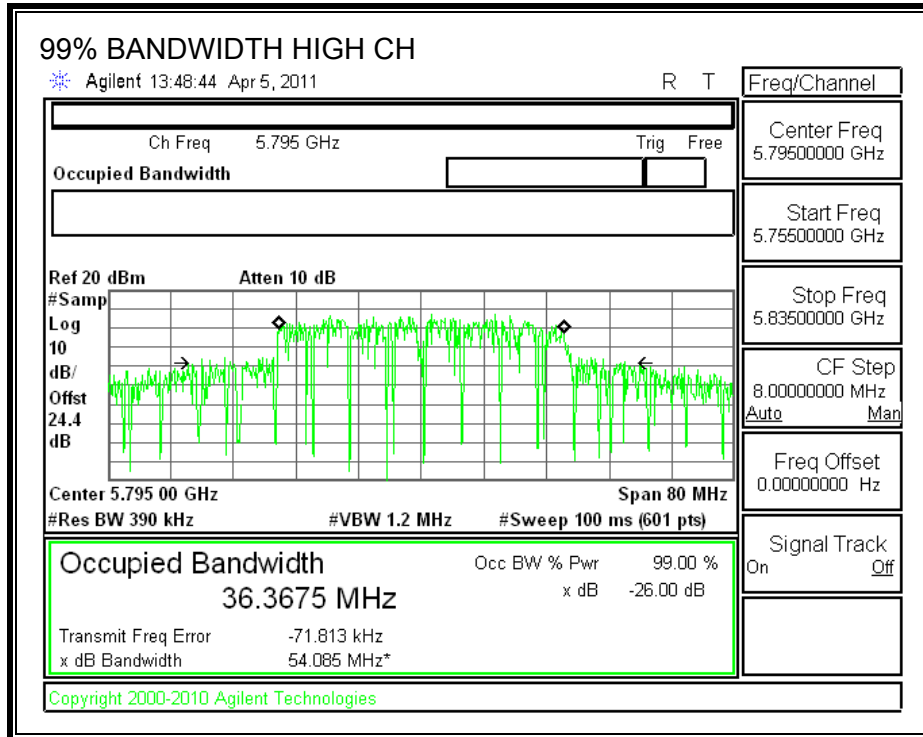 99% BANDWIDTH HIGH CH
Agilent 13:48:44 Apr 5, 2011
R T
Freq/Channel
Ch Freq 5.795 GHz
Trig Free
Occupied Bandwidth
Center Freq
5.79500000 GHz
Start Freq
5.75500000 GHz
Stop Freq
5.83500000 GHz
CF Step
8.00000000 MHz
Auto Man
Freq Offset
0.00000000 Hz
Signal Track
On Off
Ref 20 dBm Atten 10 dB
#Samp
Log
10
dB/
Offst
24.4
dB
Center 5.795 00 GHz Span 80 MHz
#Res BW 390 kHz #VBW 1.2 MHz #Sweep 100 ms (601 pts)
Occupied Bandwidth
36.3675 MHz
Occ BW % Pwr 99.00 %
x dB -26.00 dB
Transmit Freq Error -71.813 kHz
x dB Bandwidth 54.085 MHz*
Copyright 2000-2010 Agilent Technologies